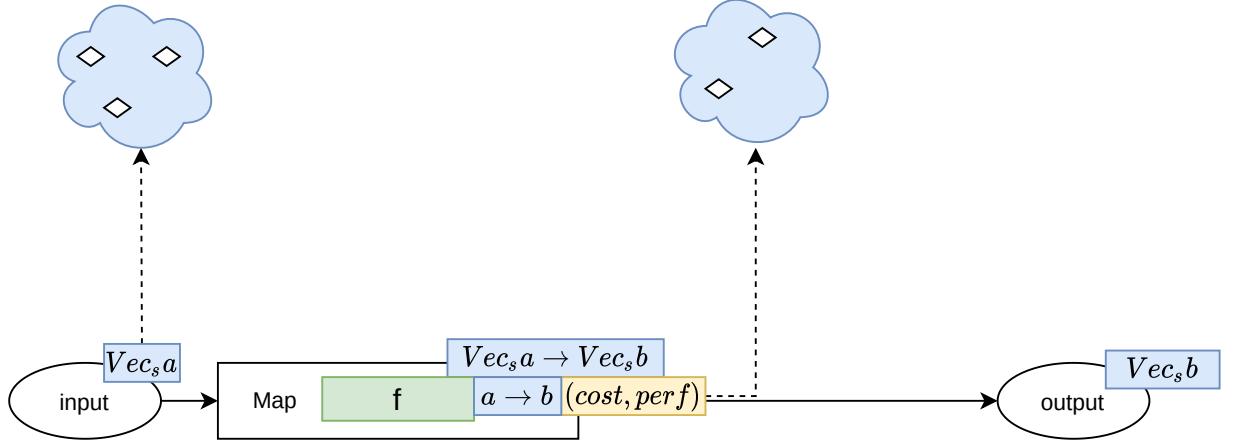 Vec_s a
input
Map
Vec_s a → Vec_s b
f
a → b
(cost, perf)
Vec_s b
output